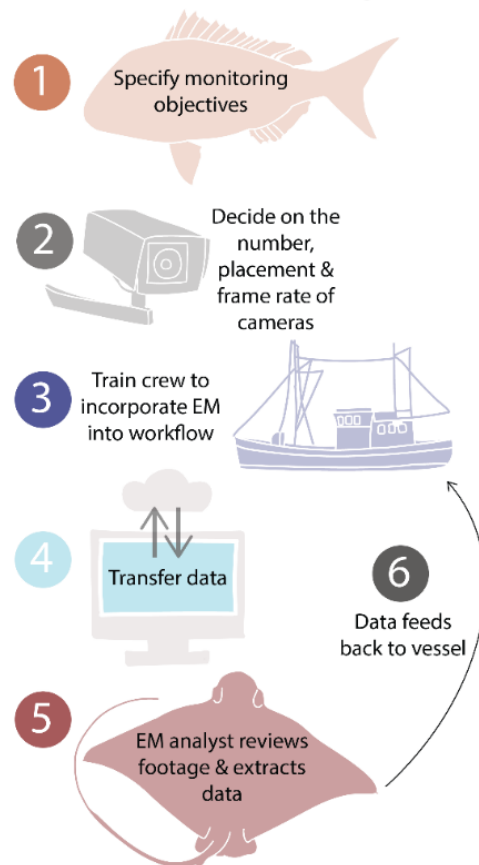 1
Specify monitoring
objectives
2
Decide on the
number,
placement &
frame rate of
cameras
3
Train crew to
incorporate EM
into workflow
4
Transfer data
6
Data feeds
back to vessel
5
EM analyst reviews
footage & extracts
data